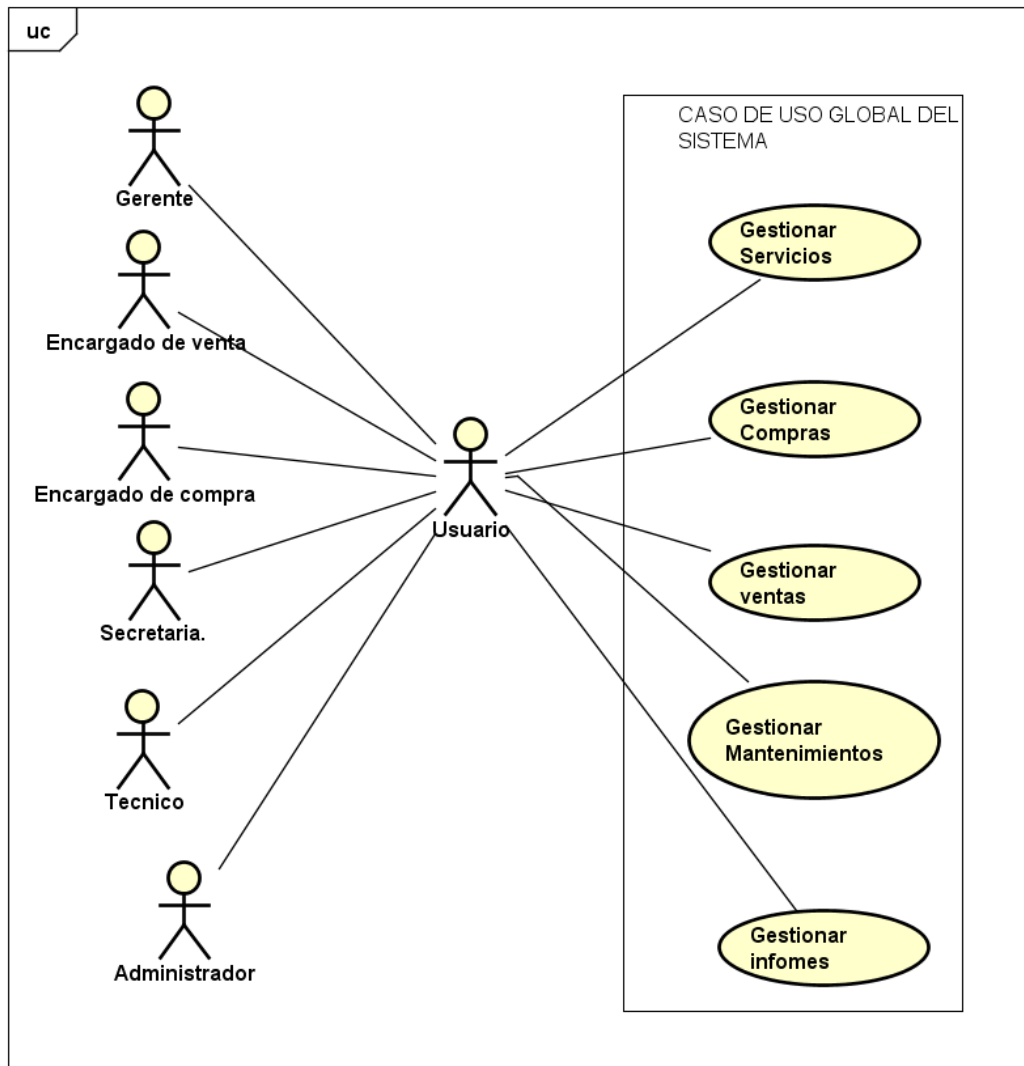 uc
CASO DE USO GLOBAL DEL
SISTEMA
Gerente
Gestionar
Servicios
Encargado de venta
Gestionar
Compras
Encargado de compra
Usuario
Gestionar
ventas
Secretaria.
Gestionar
Mantenimientos
Tecnico
Gestionar
infomes
Administrador